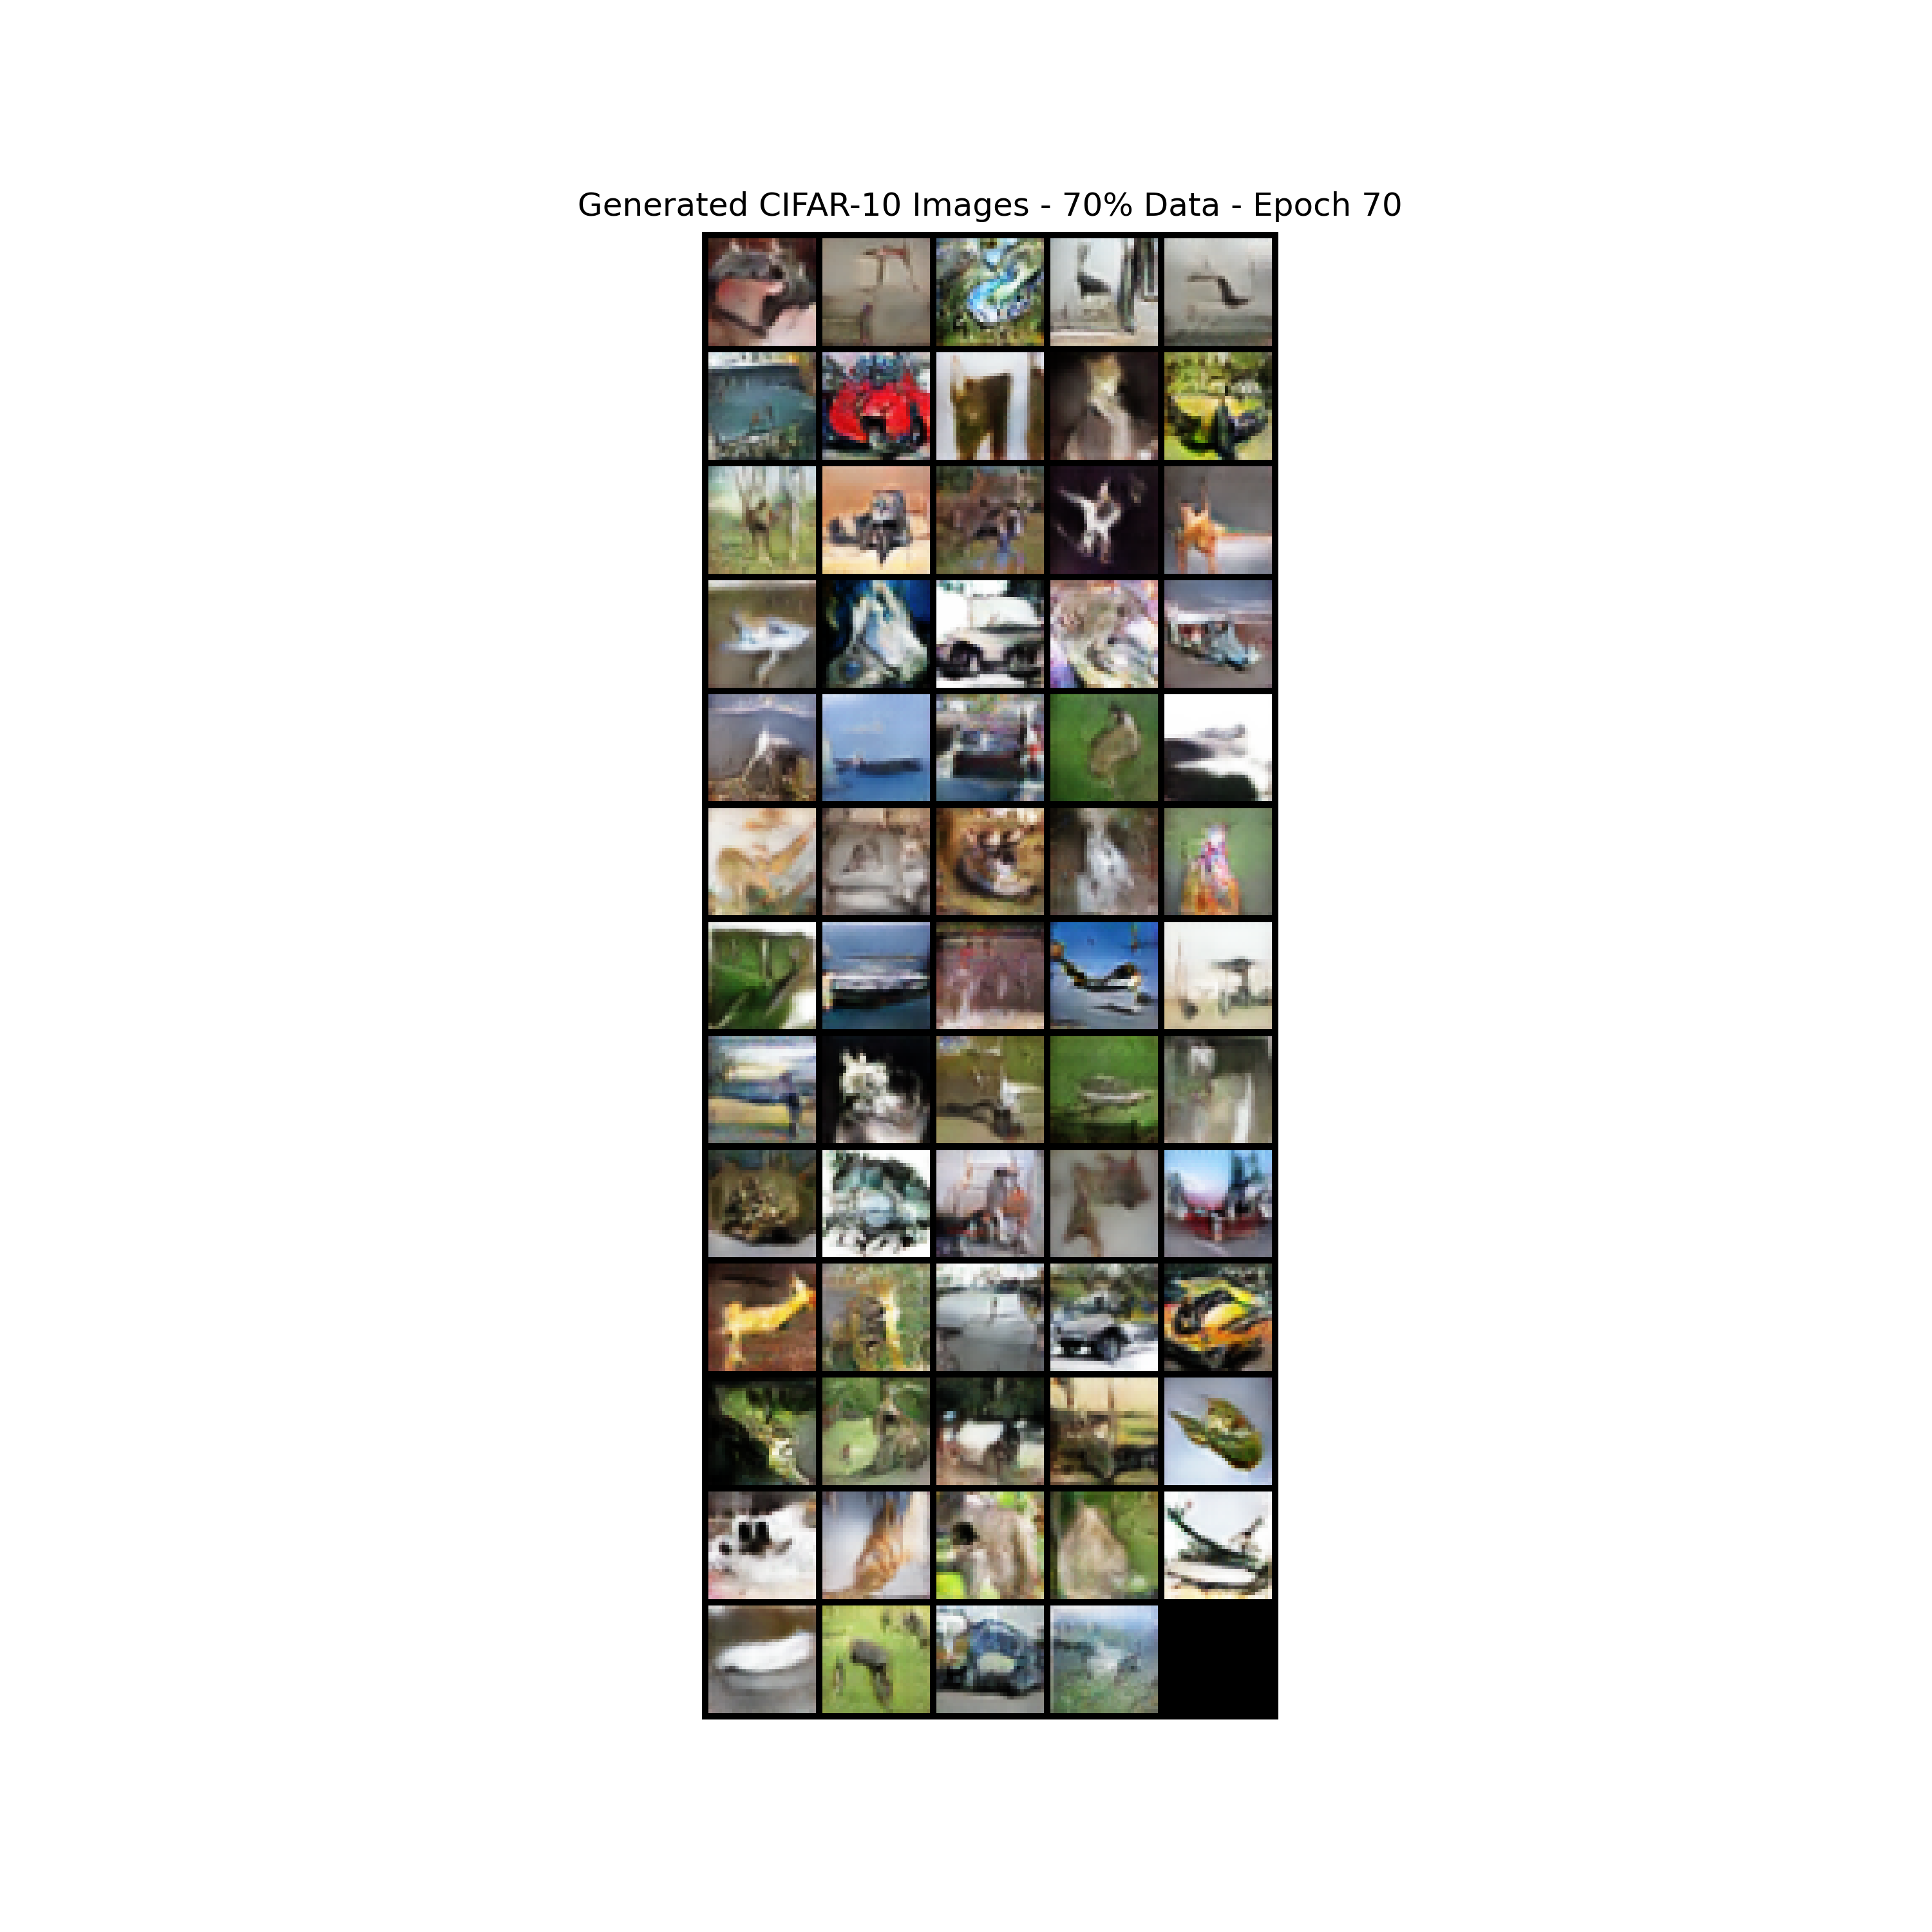 Generated CIFAR-10 Images - 70% Data - Epoch 70